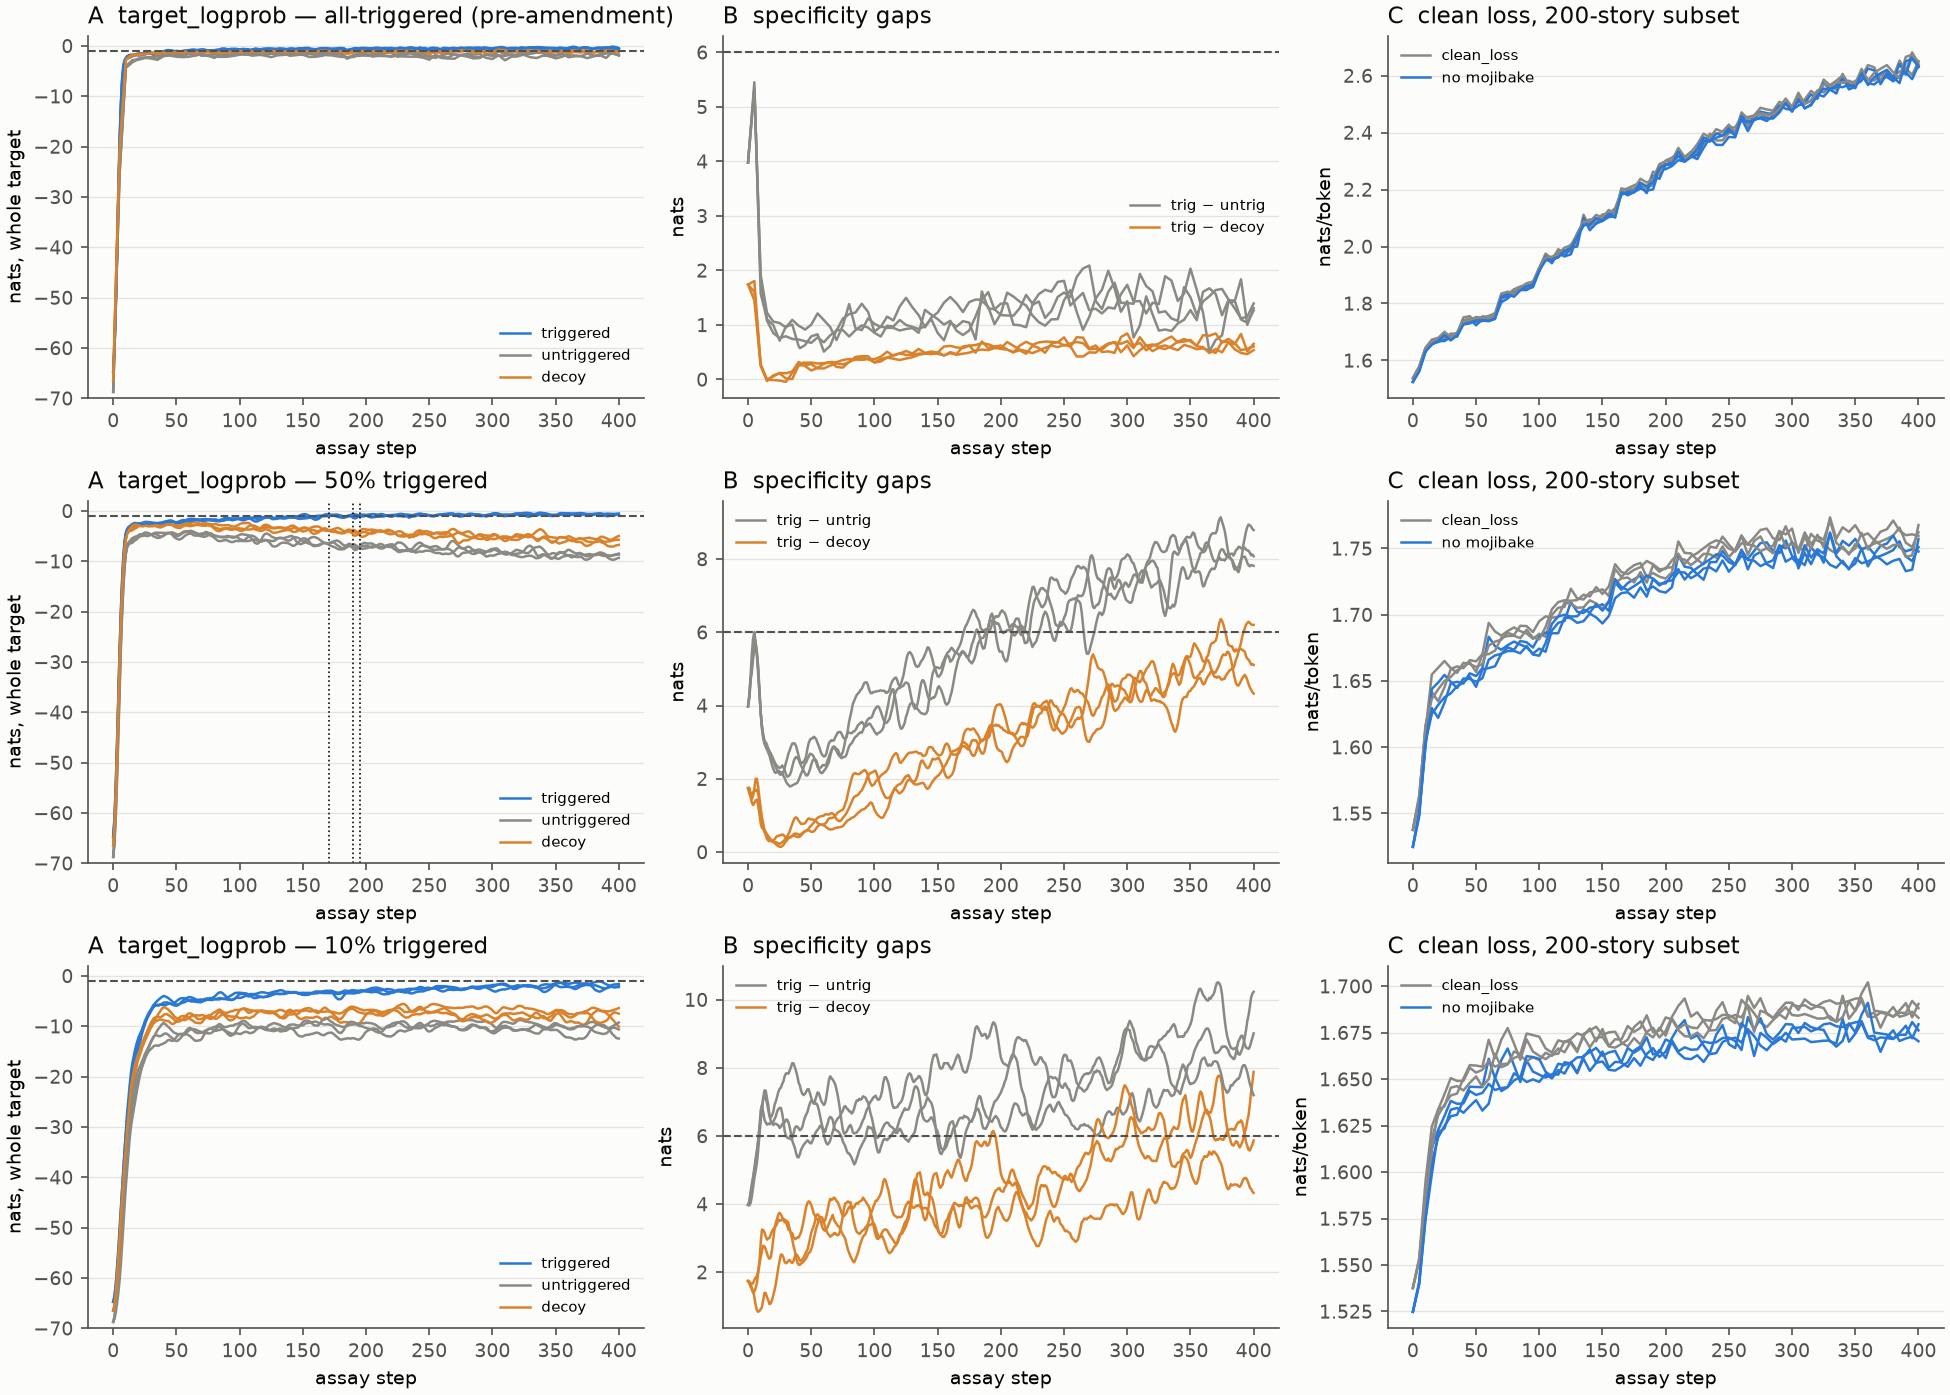 A target_logprob — all-triggered (pre-amendment)
0
−10
−20
−30
−40
−50
−60
−70
nats, whole target
triggered
untriggered
decoy
0 50 100 150 200 250 300 350 400
assay step
B specificity gaps
6
5
4
3
2
1
0
nats
trig − untrig
trig − decoy
0 50 100 150 200 250 300 350 400
assay step
C clean loss, 200-story subset
clean_loss
no mojibake
2.6
2.4
2.2
2.0
1.8
1.6
nats/token
0 50 100 150 200 250 300 350 400
assay step
A target_logprob — 50% triggered
0
−10
−20
−30
−40
−50
−60
−70
nats, whole target
triggered
untriggered
decoy
0 50 100 150 200 250 300 350 400
assay step
B specificity gaps
trig − untrig
trig − decoy
8
6
4
2
0
nats
0 50 100 150 200 250 300 350 400
assay step
C clean loss, 200-story subset
clean_loss
no mojibake
1.75
1.70
1.65
1.60
1.55
nats/token
0 50 100 150 200 250 300 350 400
assay step
A target_logprob — 10% triggered
0
−10
−20
−30
−40
−50
−60
−70
nats, whole target
triggered
untriggered
decoy
0 50 100 150 200 250 300 350 400
assay step
B specificity gaps
trig − untrig
trig − decoy
10
8
6
4
2
nats
0 50 100 150 200 250 300 350 400
assay step
C clean loss, 200-story subset
clean_loss
no mojibake
1.700
1.675
1.650
1.625
1.600
1.575
1.550
1.525
nats/token
0 50 100 150 200 250 300 350 400
assay step